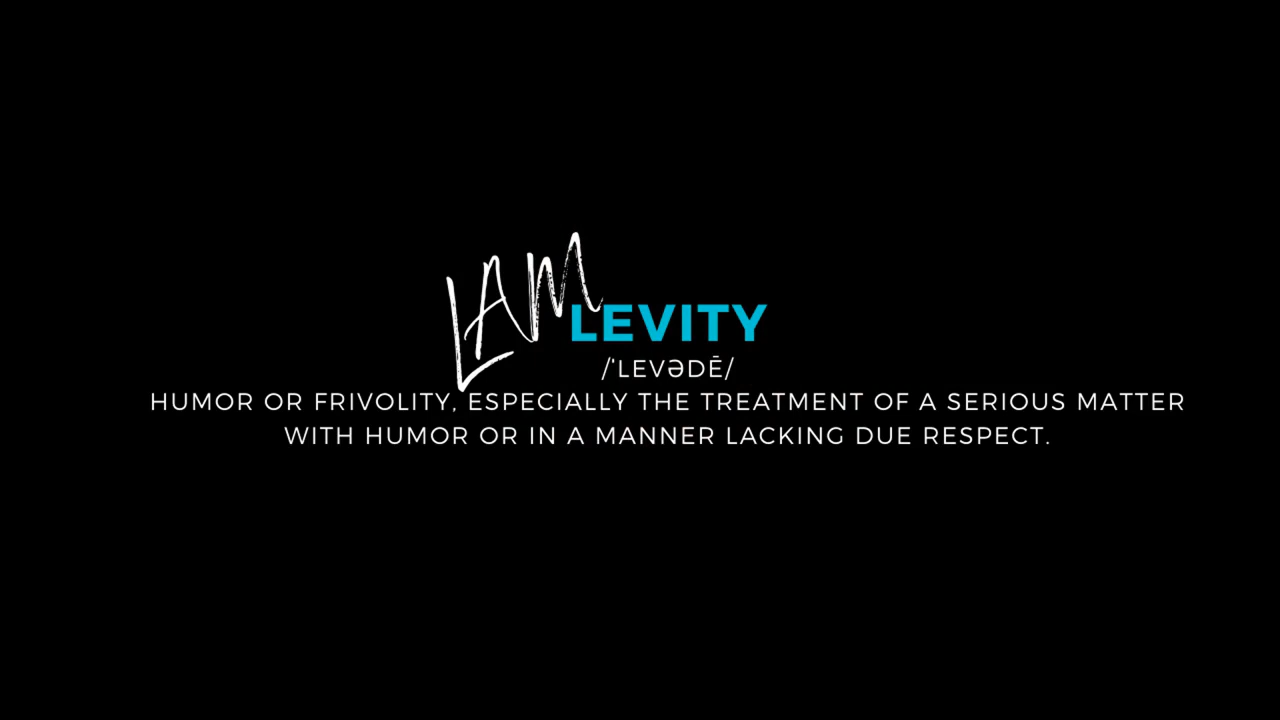 LAM
LEVITY
/ˈLEVƏDĒ/
HUMOR OR FRIVOLITY, ESPECIALLY THE TREATMENT OF A SERIOUS MATTER
WITH HUMOR OR IN A MANNER LACKING DUE RESPECT.